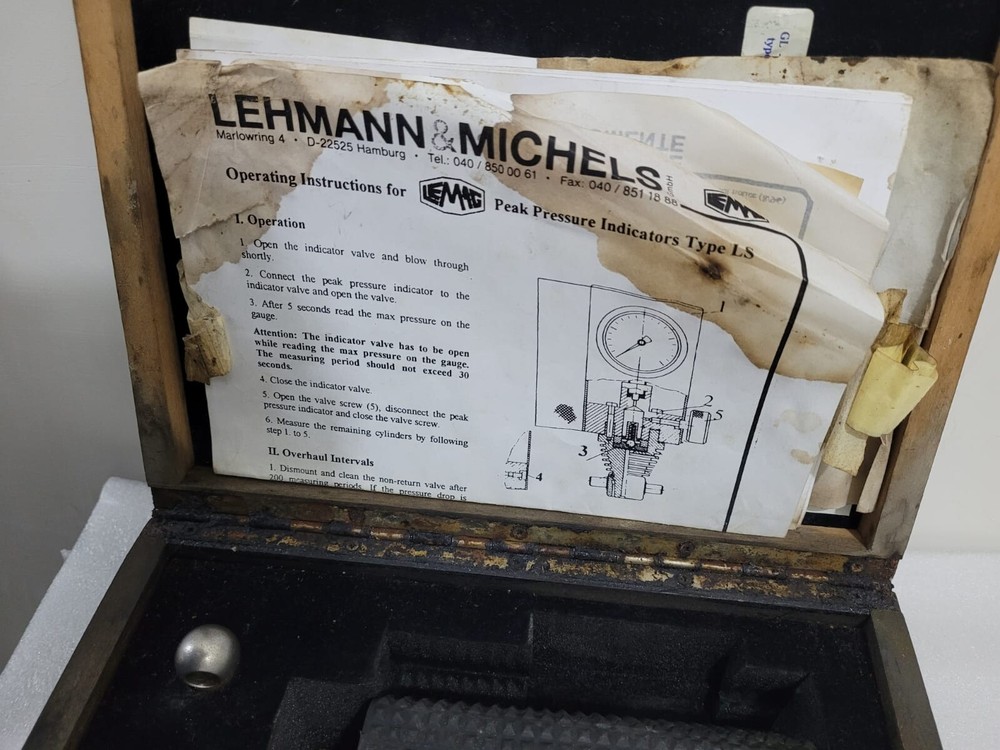 GL
type
LEHMANN & MICHELS GmbH
Marlowring 4 · D-22525 Hamburg · Tel.: 040 / 850 00 61 · Fax: 040 / 851 18 88
Operating Instructions for LEMAG Peak Pressure Indicators Type LS
LEMAG
I. Operation
1. Open the indicator valve and blow through
shortly.
2. Connect the peak pressure indicator to the
indicator valve and open the valve.
3. After 5 seconds read the max pressure on the
gauge.
Attention: The indicator valve has to be open
while reading the max pressure on the gauge.
The measuring period should not exceed 30
seconds.
4. Close the indicator valve.
5. Open the valve screw (5), disconnect the peak
pressure indicator and close the valve screw.
6. Measure the remaining cylinders by following
step 1. to 5.
II. Overhaul Intervals
1. Dismount and clean the non-return valve after
200 measuring periods. If the pressure drop is
1
2
5
3
4